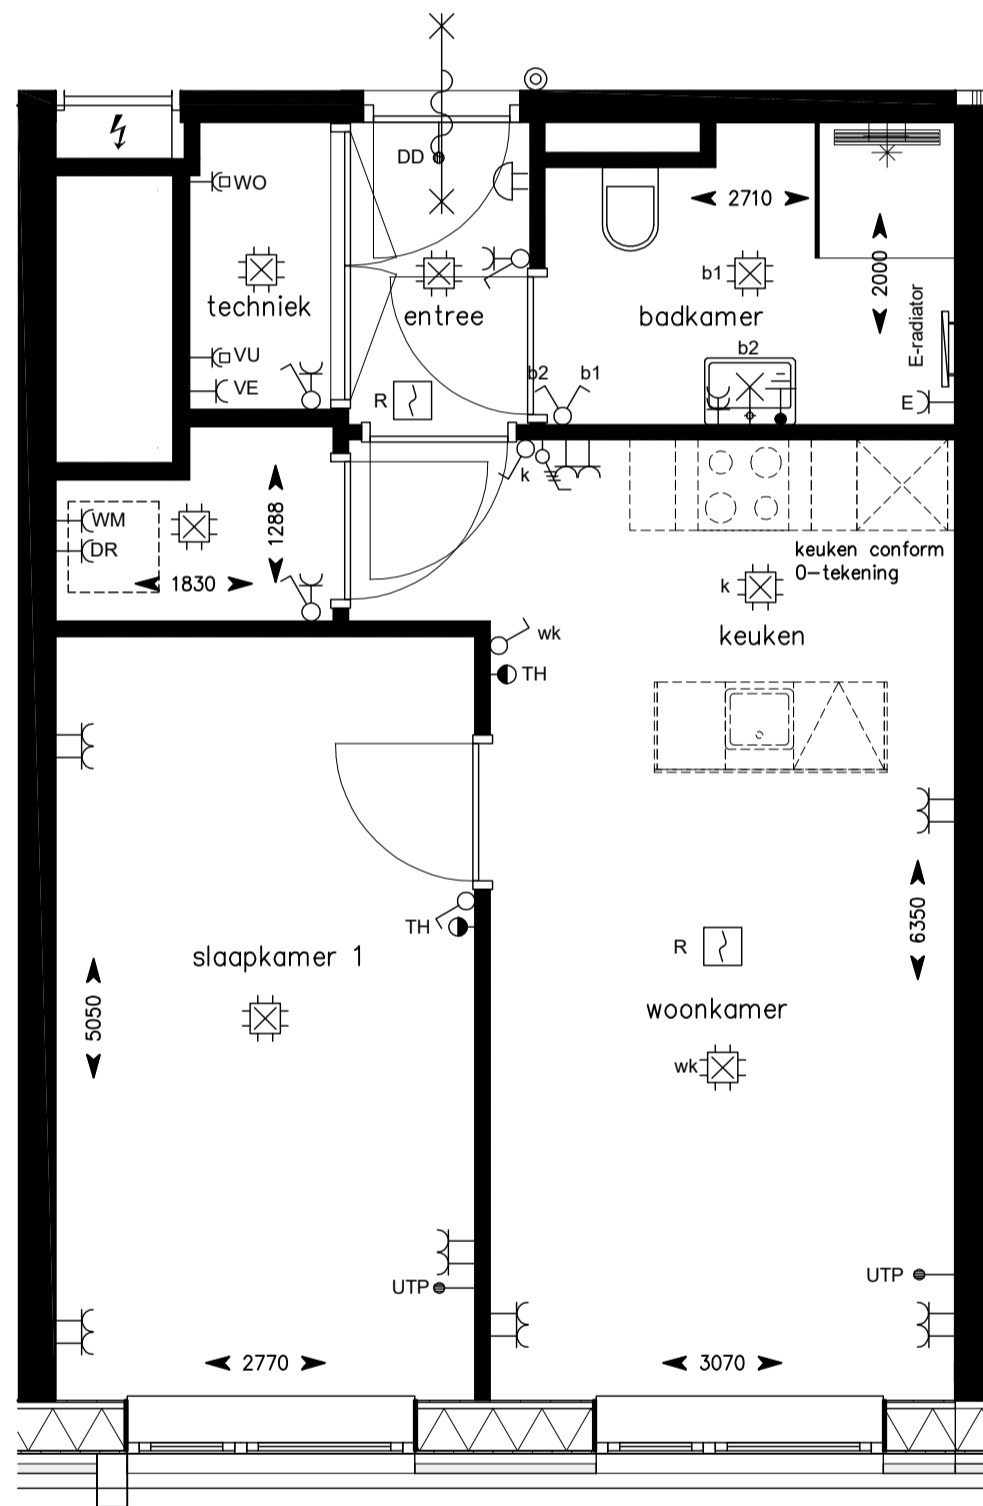 DD
WO
2710
2000
b1
techniek
entree
badkamer
E-radiator
VU
VE
b2
R
b2
b1
E
k
WM
DR
1288
1830
keuken conform
0-tekening
k
keuken
wk
TH
TH
slaapkamer 1
6350
R
5050
woonkamer
wk
UTP
UTP
2770
3070